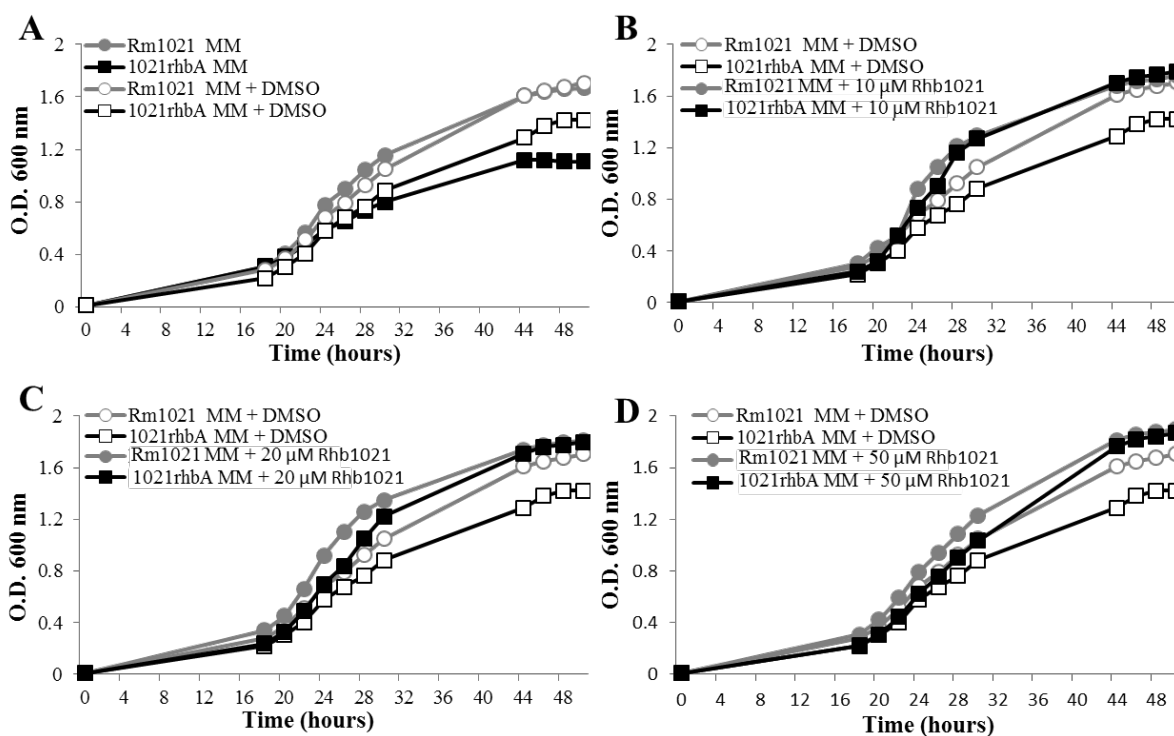 A
Rm1021 MM
1021rhbA MM
Rm1021 MM + DMSO
1021rhbA MM + DMSO
2
1.6
1.2
0.8
0.4
0
O.D. 600 nm
0 4 8 12 16 20 24 28 32 36 40 44 48
Time (hours)
B
Rm1021 MM + DMSO
1021rhbA MM + DMSO
Rm1021 MM + 10 µM Rhb1021
1021rhbA MM + 10 µM Rhb1021
2
1.6
1.2
0.8
0.4
0
O.D. 600 nm
0 4 8 12 16 20 24 28 32 36 40 44 48
Time (hours)
C
Rm1021 MM + DMSO
1021rhbA MM + DMSO
Rm1021 MM + 20 µM Rhb1021
1021rhbA MM + 20 µM Rhb1021
2
1.6
1.2
0.8
0.4
0
O.D. 600 nm
0 4 8 12 16 20 24 28 32 36 40 44 48
Time (hours)
D
Rm1021 MM + DMSO
1021rhbA MM + DMSO
Rm1021 MM + 50 µM Rhb1021
1021rhbA MM + 50 µM Rhb1021
2
1.6
1.2
0.8
0.4
0
O.D. 600 nm
0 4 8 12 16 20 24 28 32 36 40 44 48
Time (hours)